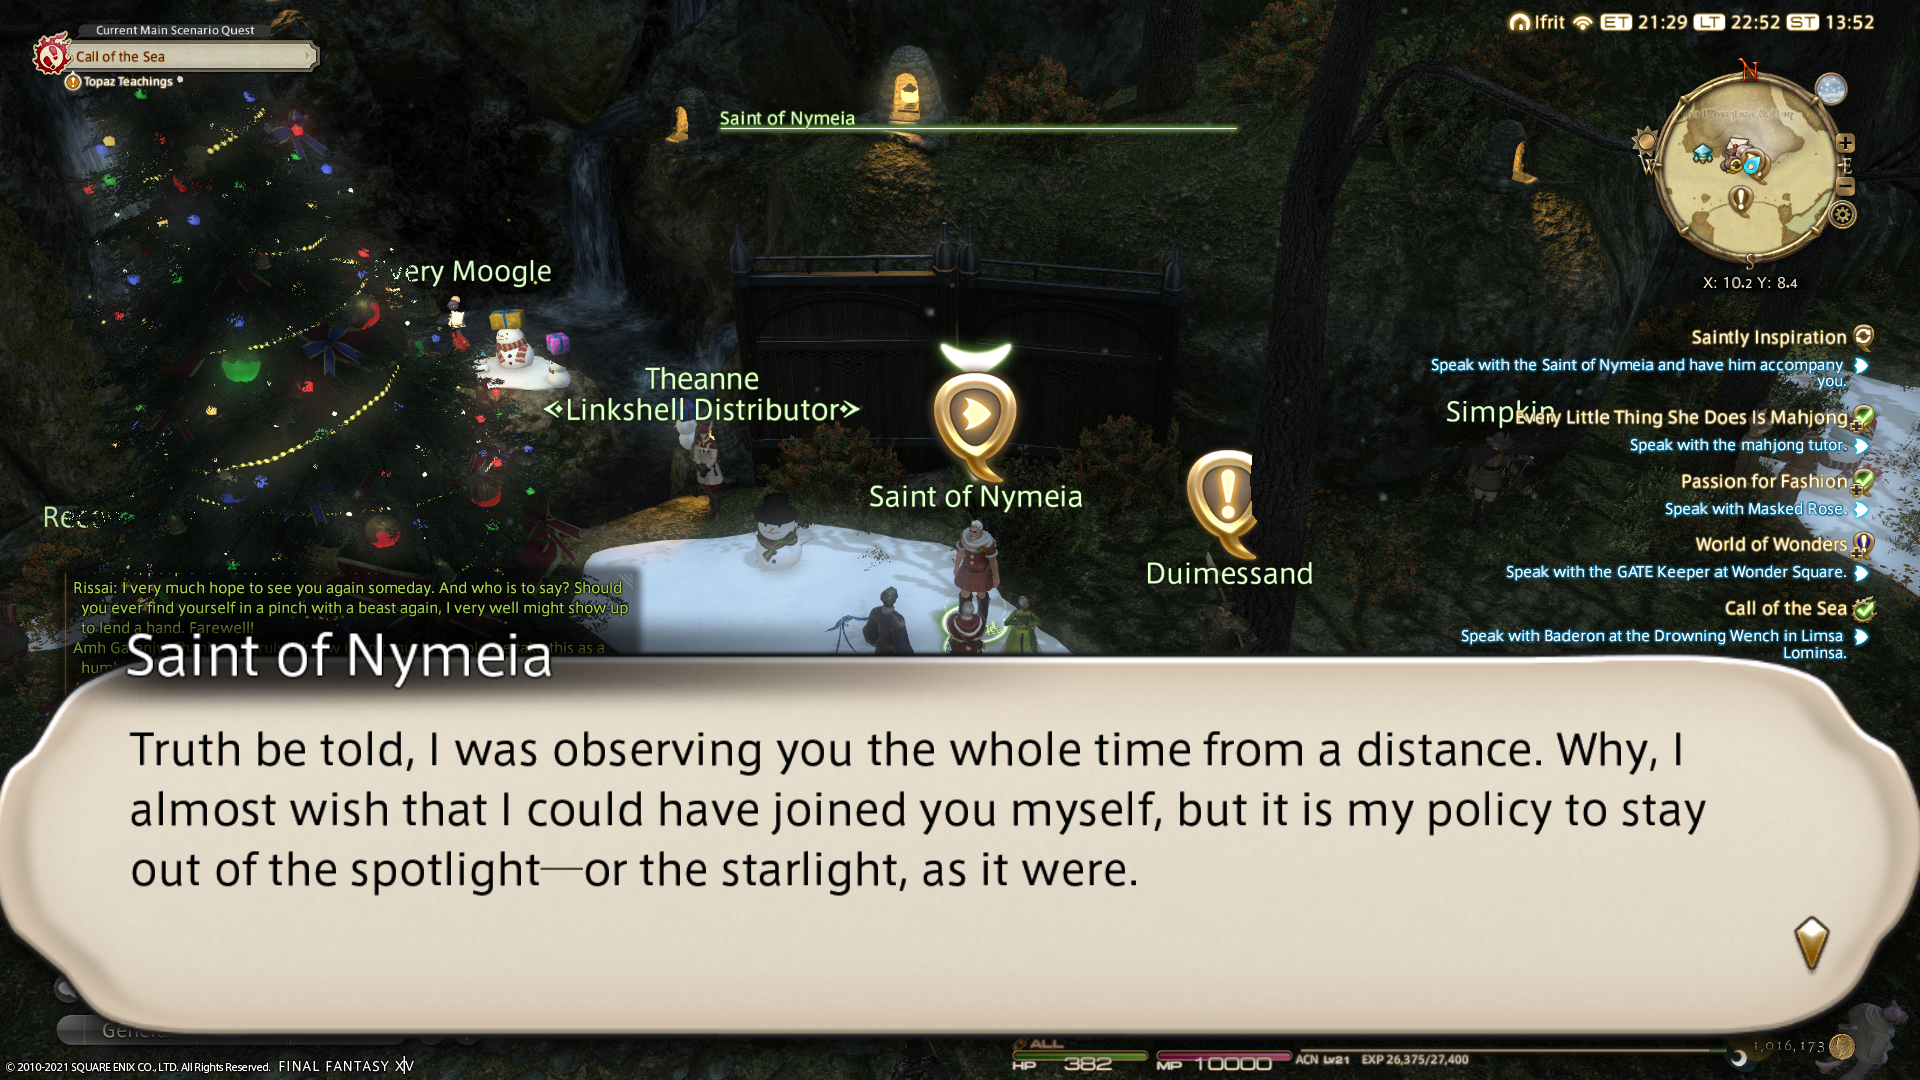 Current Main Scenario Quest
Call of the Sea
Topaz Teachings
Ifrit ET 21:29 LT 22:52 ST 13:52
Saint of Nymeia
N
W
E
S
X: 10.2 Y: 8.4
ery Moogle
Theanne
<Linkshell Distributor>
Saint of Nymeia
Duimessand
Simpkin
Saintly Inspiration
Speak with the Saint of Nymeia and have him accompany
you.
Every Little Thing She Does Is Mahjong
Speak with the mahjong tutor.
Passion for Fashion
Speak with Masked Rose.
World of Wonders
Speak with the GATE Keeper at Wonder Square.
Call of the Sea
Speak with Baderon at the Drowning Wench in Limsa
Lominsa.
Rissai: I very much hope to see you again someday. And who is to say? Should
you ever find yourself in a pinch with a beast again, I very well might show up
to lend a hand. Farewell!
this as a
Saint of Nymeia
Truth be told, I was observing you the whole time from a distance. Why, I
almost wish that I could have joined you myself, but it is my policy to stay
out of the spotlight—or the starlight, as it were.
ALL
HP 382 MP 10000 ACN Lv21 EXP 26,375/27,400
1,016,173
© 2010-2021 SQUARE ENIX CO., LTD. All Rights Reserved. FINAL FANTASY XIV